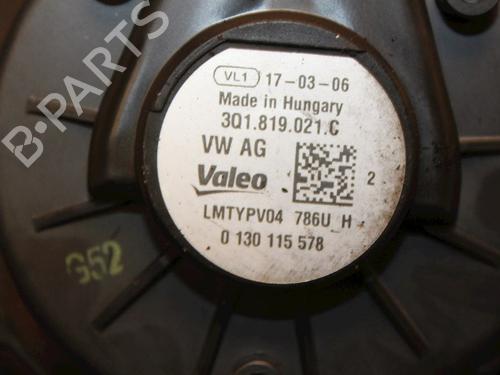 VL1 17-03-06
Made in Hungary
3Q1.819.021.C
VW AG
Valeo
2
LMTYPV04 786U_H
0 130 115 578
G52
B-PARTS